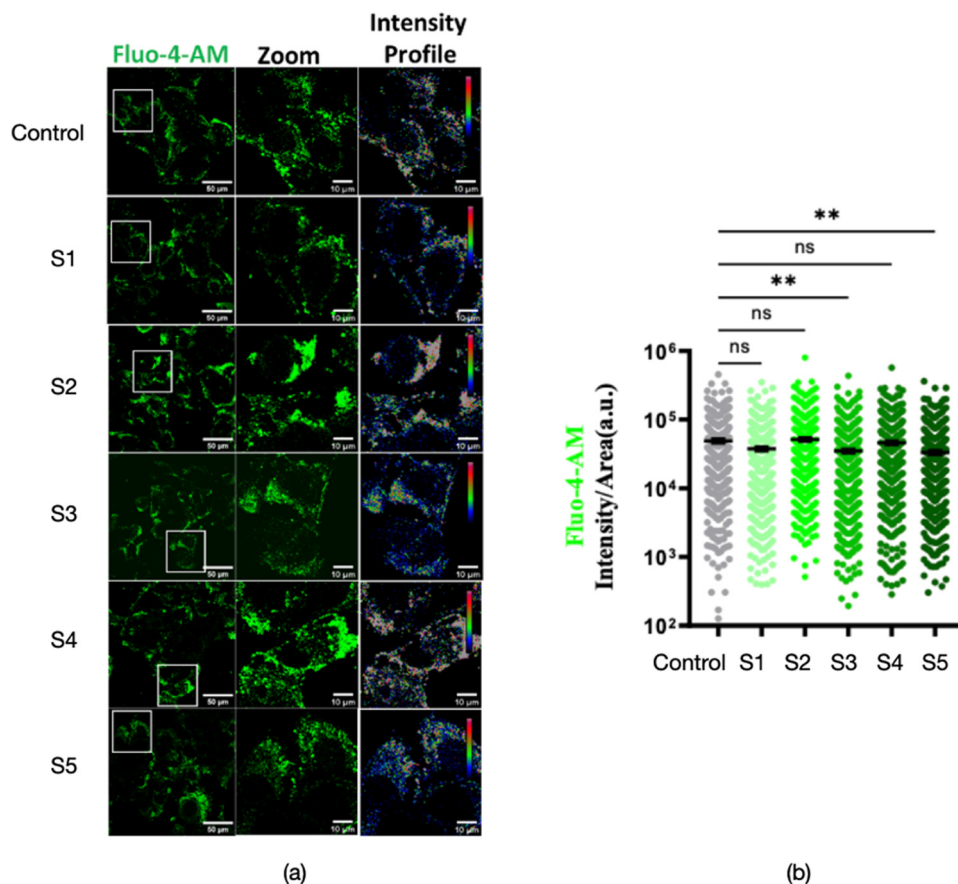 Fluo-4-AM Zoom Intensity Profile
Control
50 µm 10 µm 10 µm
S1
50 µm 10 µm 10 µm
S2
50 µm 10 µm 10 µm
S3
50 µm 10 µm 10 µm
S4
50 µm 10 µm 10 µm
S5
50 µm 10 µm 10 µm
(a)
**
ns
**
ns
ns
Fluo-4-AM
Intensity/Area(a.u.)
10⁶
10⁵
10⁴
10³
10²
Control S1 S2 S3 S4 S5
(b)